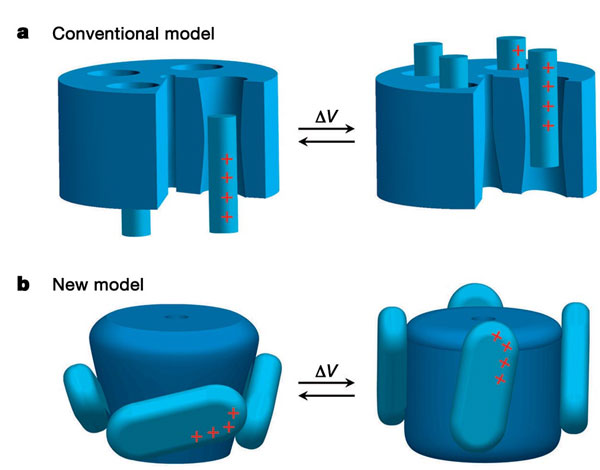 a Conventional model
ΔV
b New model
ΔV